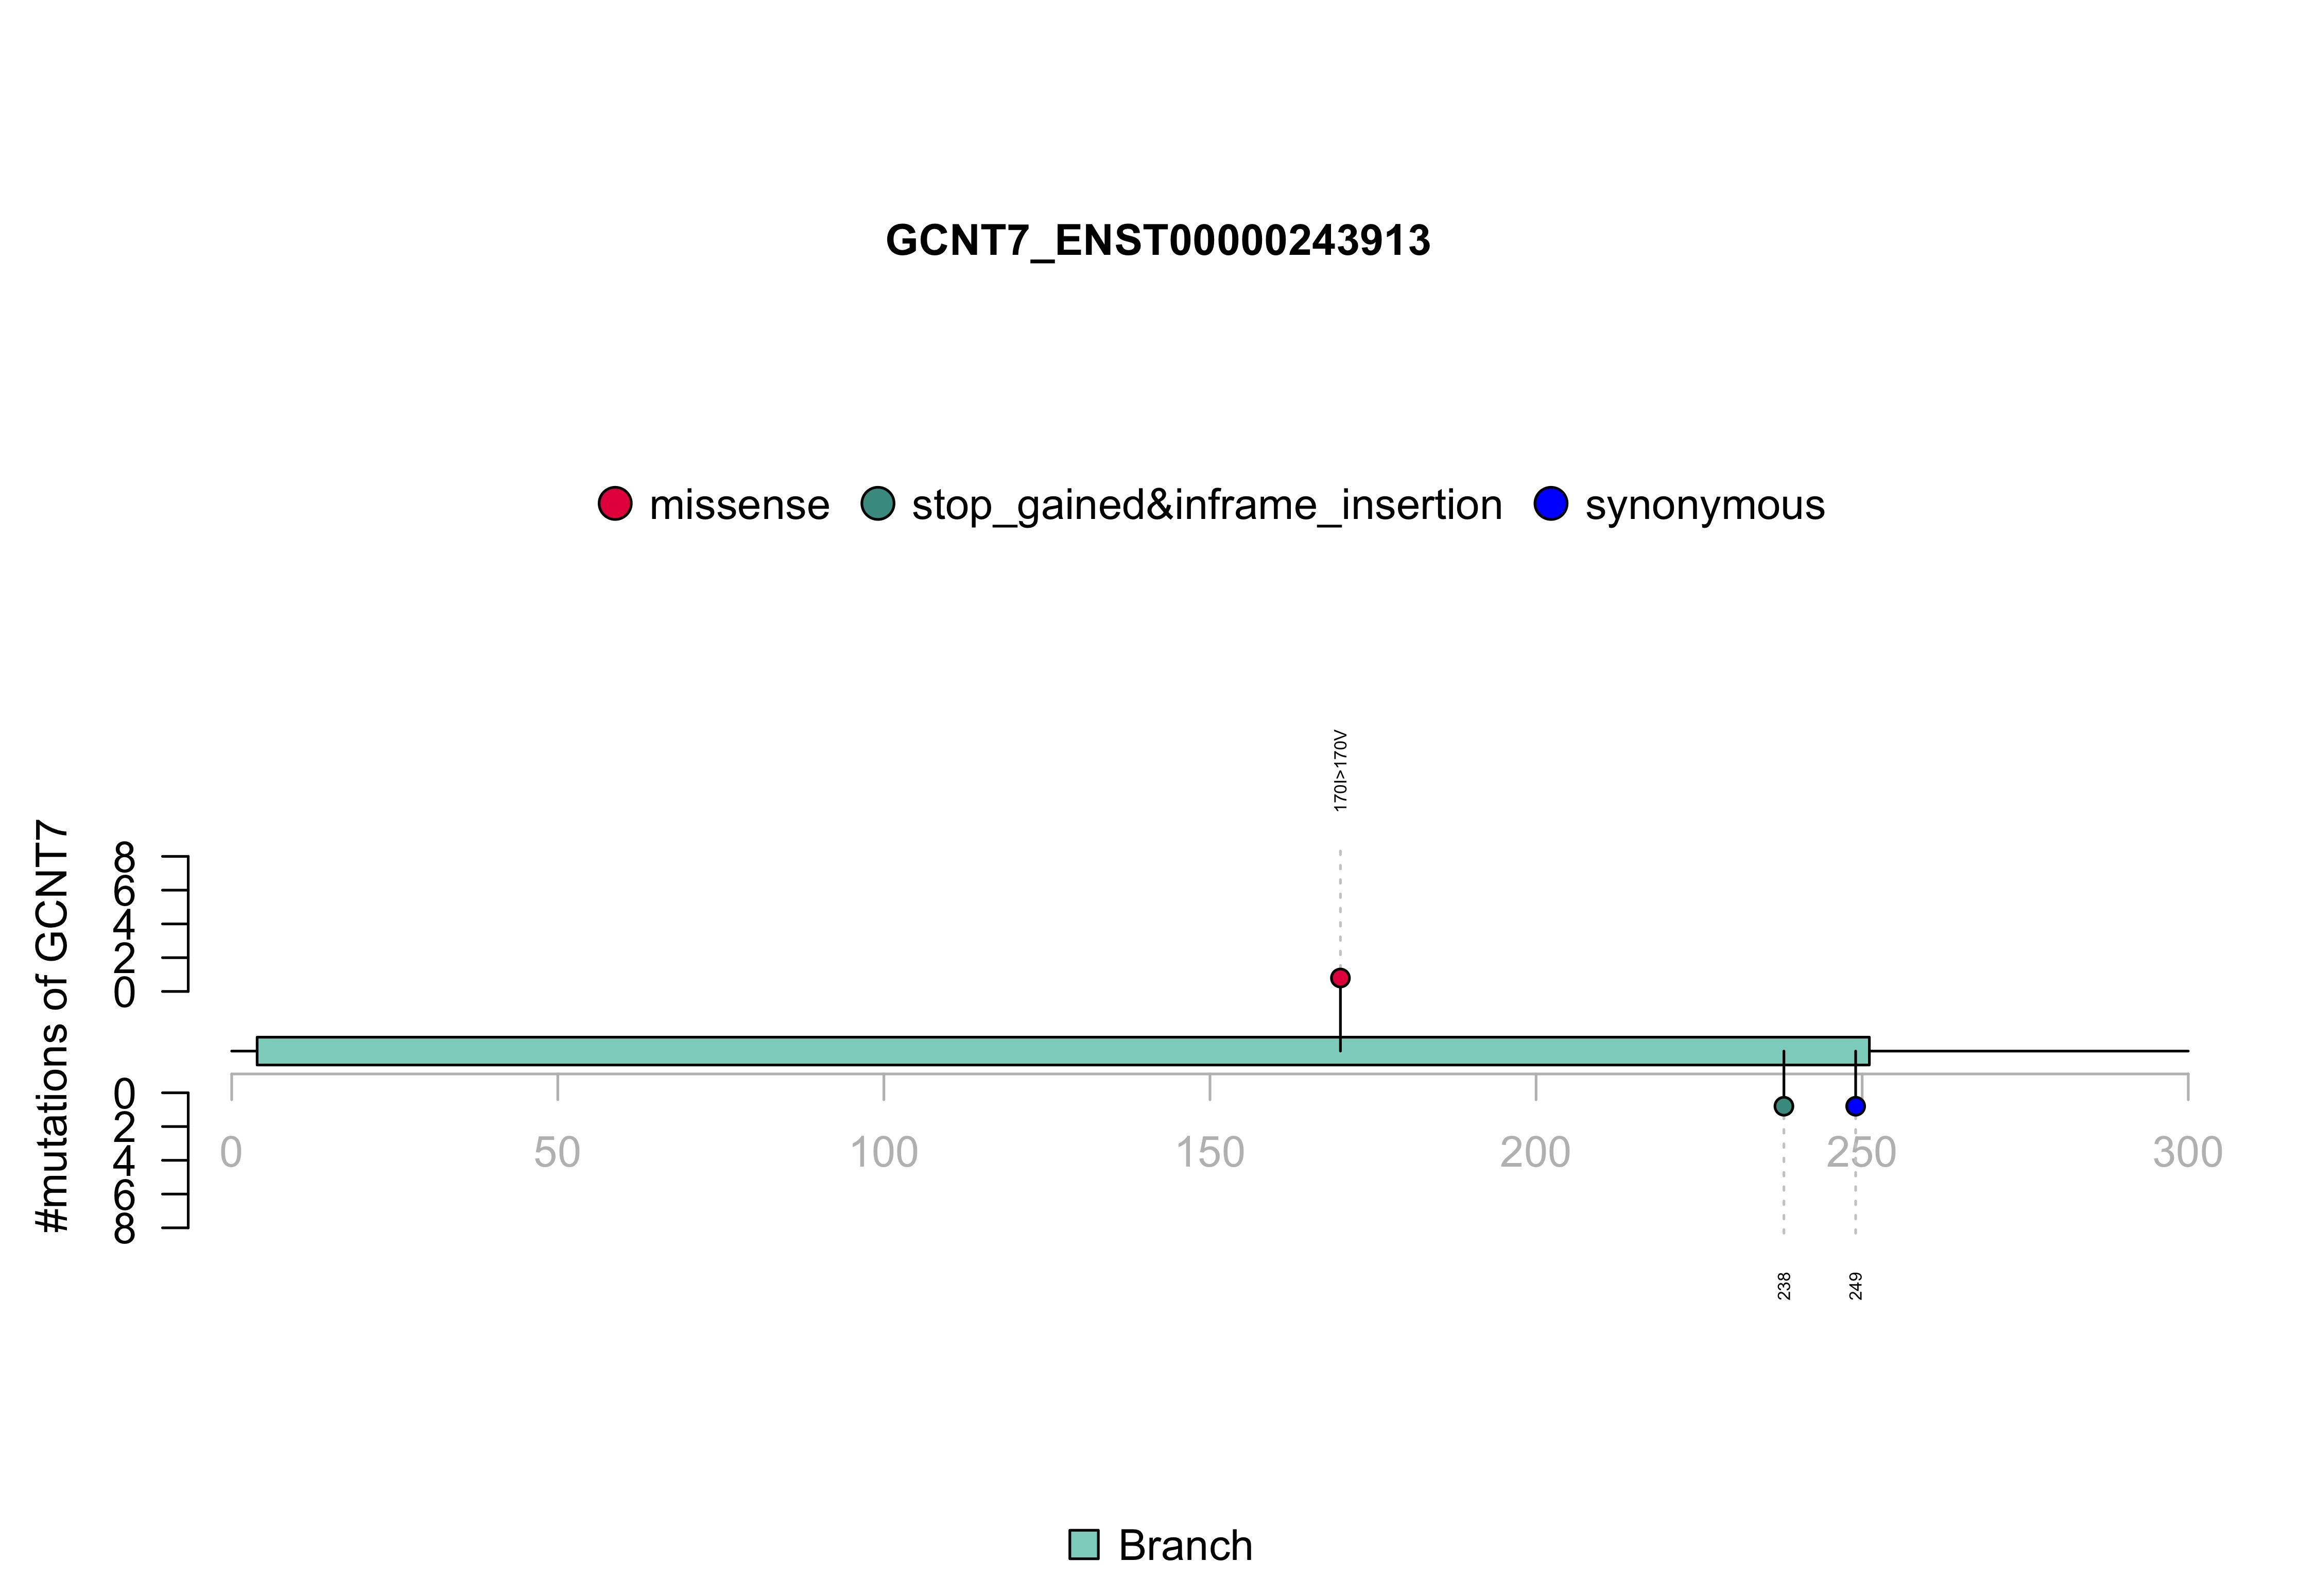 GCNT7_ENST00000243913
missense stop_gained&inframe_insertion synonymous
170I>170V
#mutations of GCNT7
8
6
4
2
0
0
2
4
6
8
0 50 100 150 200 250 300
238 249
Branch